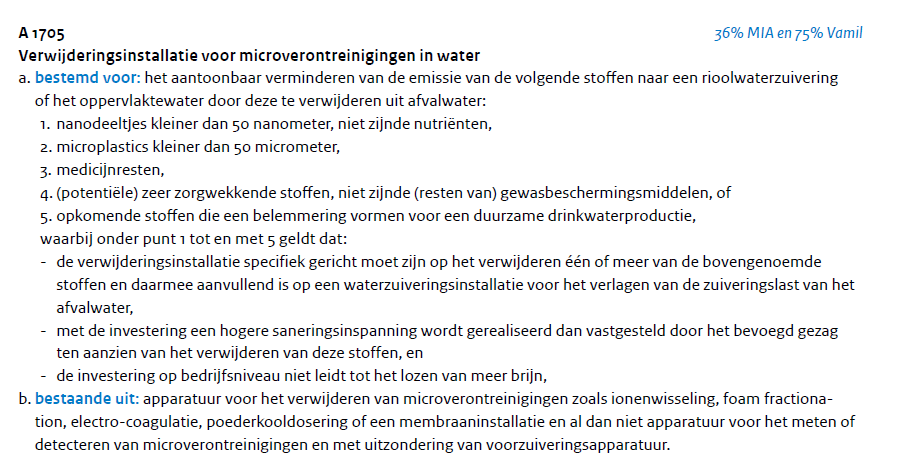 A 1705 36% MIA en 75% Vamil
Verwijderingsinstallatie voor microverontreinigingen in water
a. bestemd voor: het aantoonbaar verminderen van de emissie van de volgende stoffen naar een rioolwaterzuivering
of het oppervlaktewater door deze te verwijderen uit afvalwater:
1. nanodeeltjes kleiner dan 50 nanometer, niet zijnde nutriënten,
2. microplastics kleiner dan 50 micrometer,
3. medicijnresten,
4. (potentiële) zeer zorgwekkende stoffen, niet zijnde (resten van) gewasbeschermingsmiddelen, of
5. opkomende stoffen die een belemmering vormen voor een duurzame drinkwaterproductie,
waarbij onder punt 1 tot en met 5 geldt dat:
- de verwijderingsinstallatie specifiek gericht moet zijn op het verwijderen één of meer van de bovengenoemde
stoffen en daarmee aanvullend is op een waterzuiveringsinstallatie voor het verlagen van de zuiveringslast van het
afvalwater,
- met de investering een hogere saneringsinspanning wordt gerealiseerd dan vastgesteld door het bevoegd gezag
ten aanzien van het verwijderen van deze stoffen, en
- de investering op bedrijfsniveau niet leidt tot het lozen van meer brijn,
b. bestaande uit: apparatuur voor het verwijderen van microverontreinigingen zoals ionenwisseling, foam fractiona-
tion, electro-coagulatie, poederkooldosering of een membraaninstallatie en al dan niet apparatuur voor het meten of
detecteren van microverontreinigingen en met uitzondering van voorzuiveringsapparatuur.